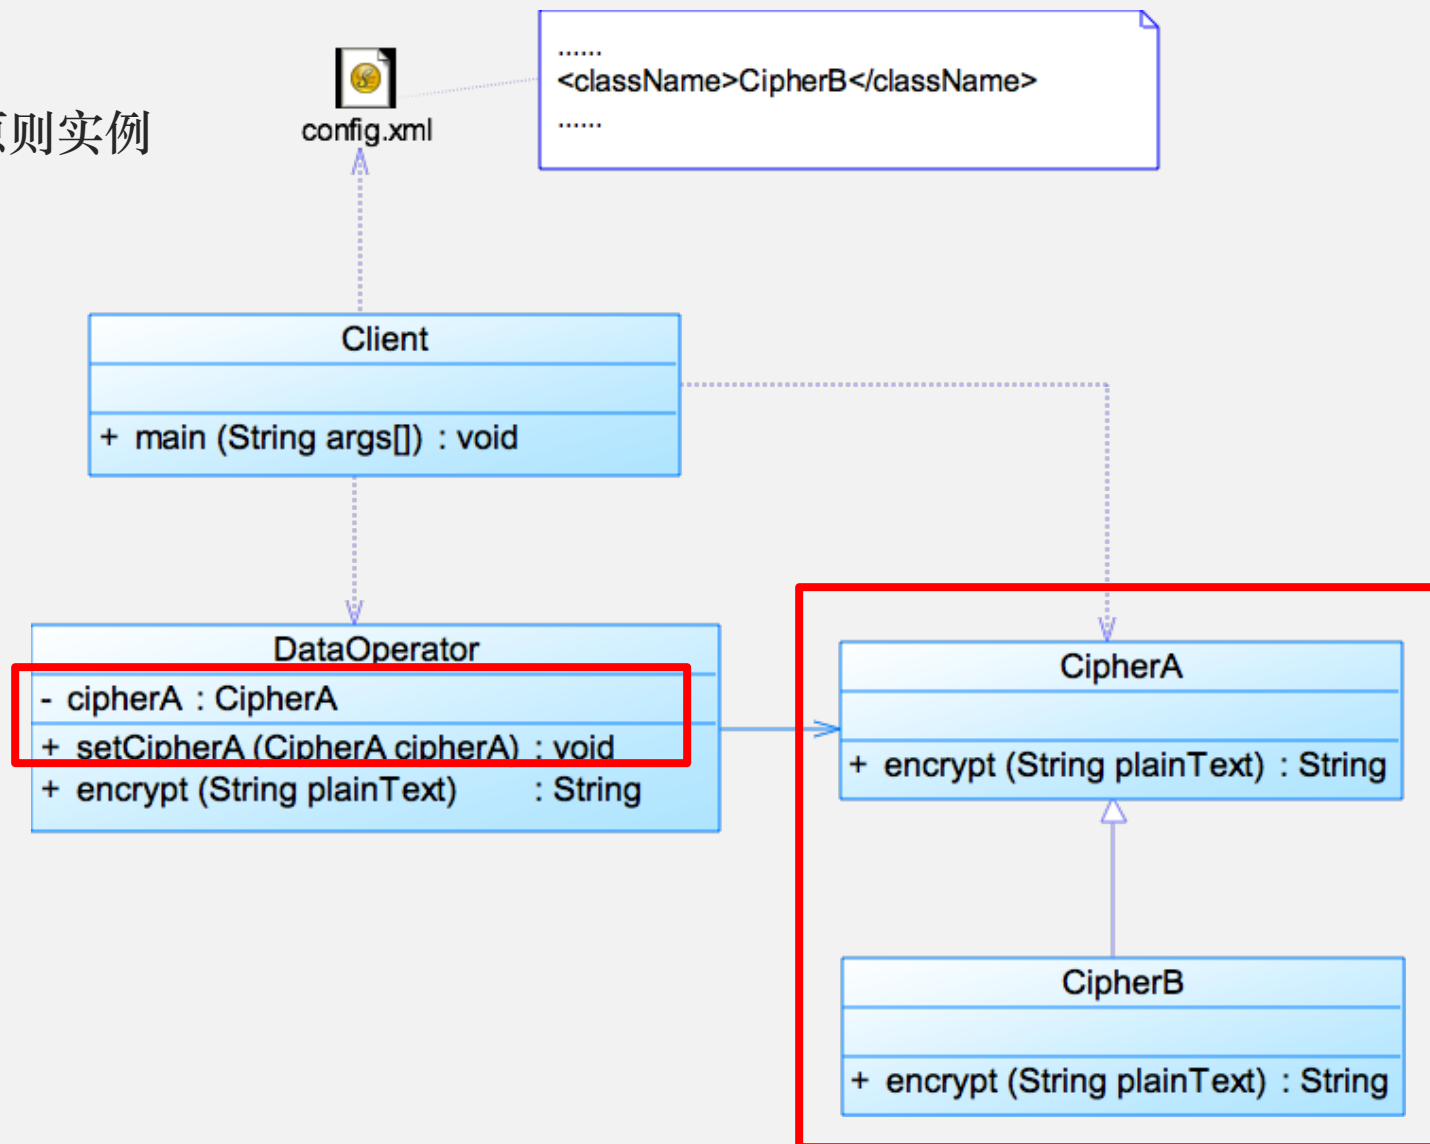 ......
<className>CipherB</className>
......
config.xml
则实例
Client
+ main (String args[]) : void
DataOperator
- cipherA : CipherA
+ setCipherA (CipherA cipherA) : void
+ encrypt (String plainText) : String
CipherA
+ encrypt (String plainText) : String
CipherB
+ encrypt (String plainText) : String